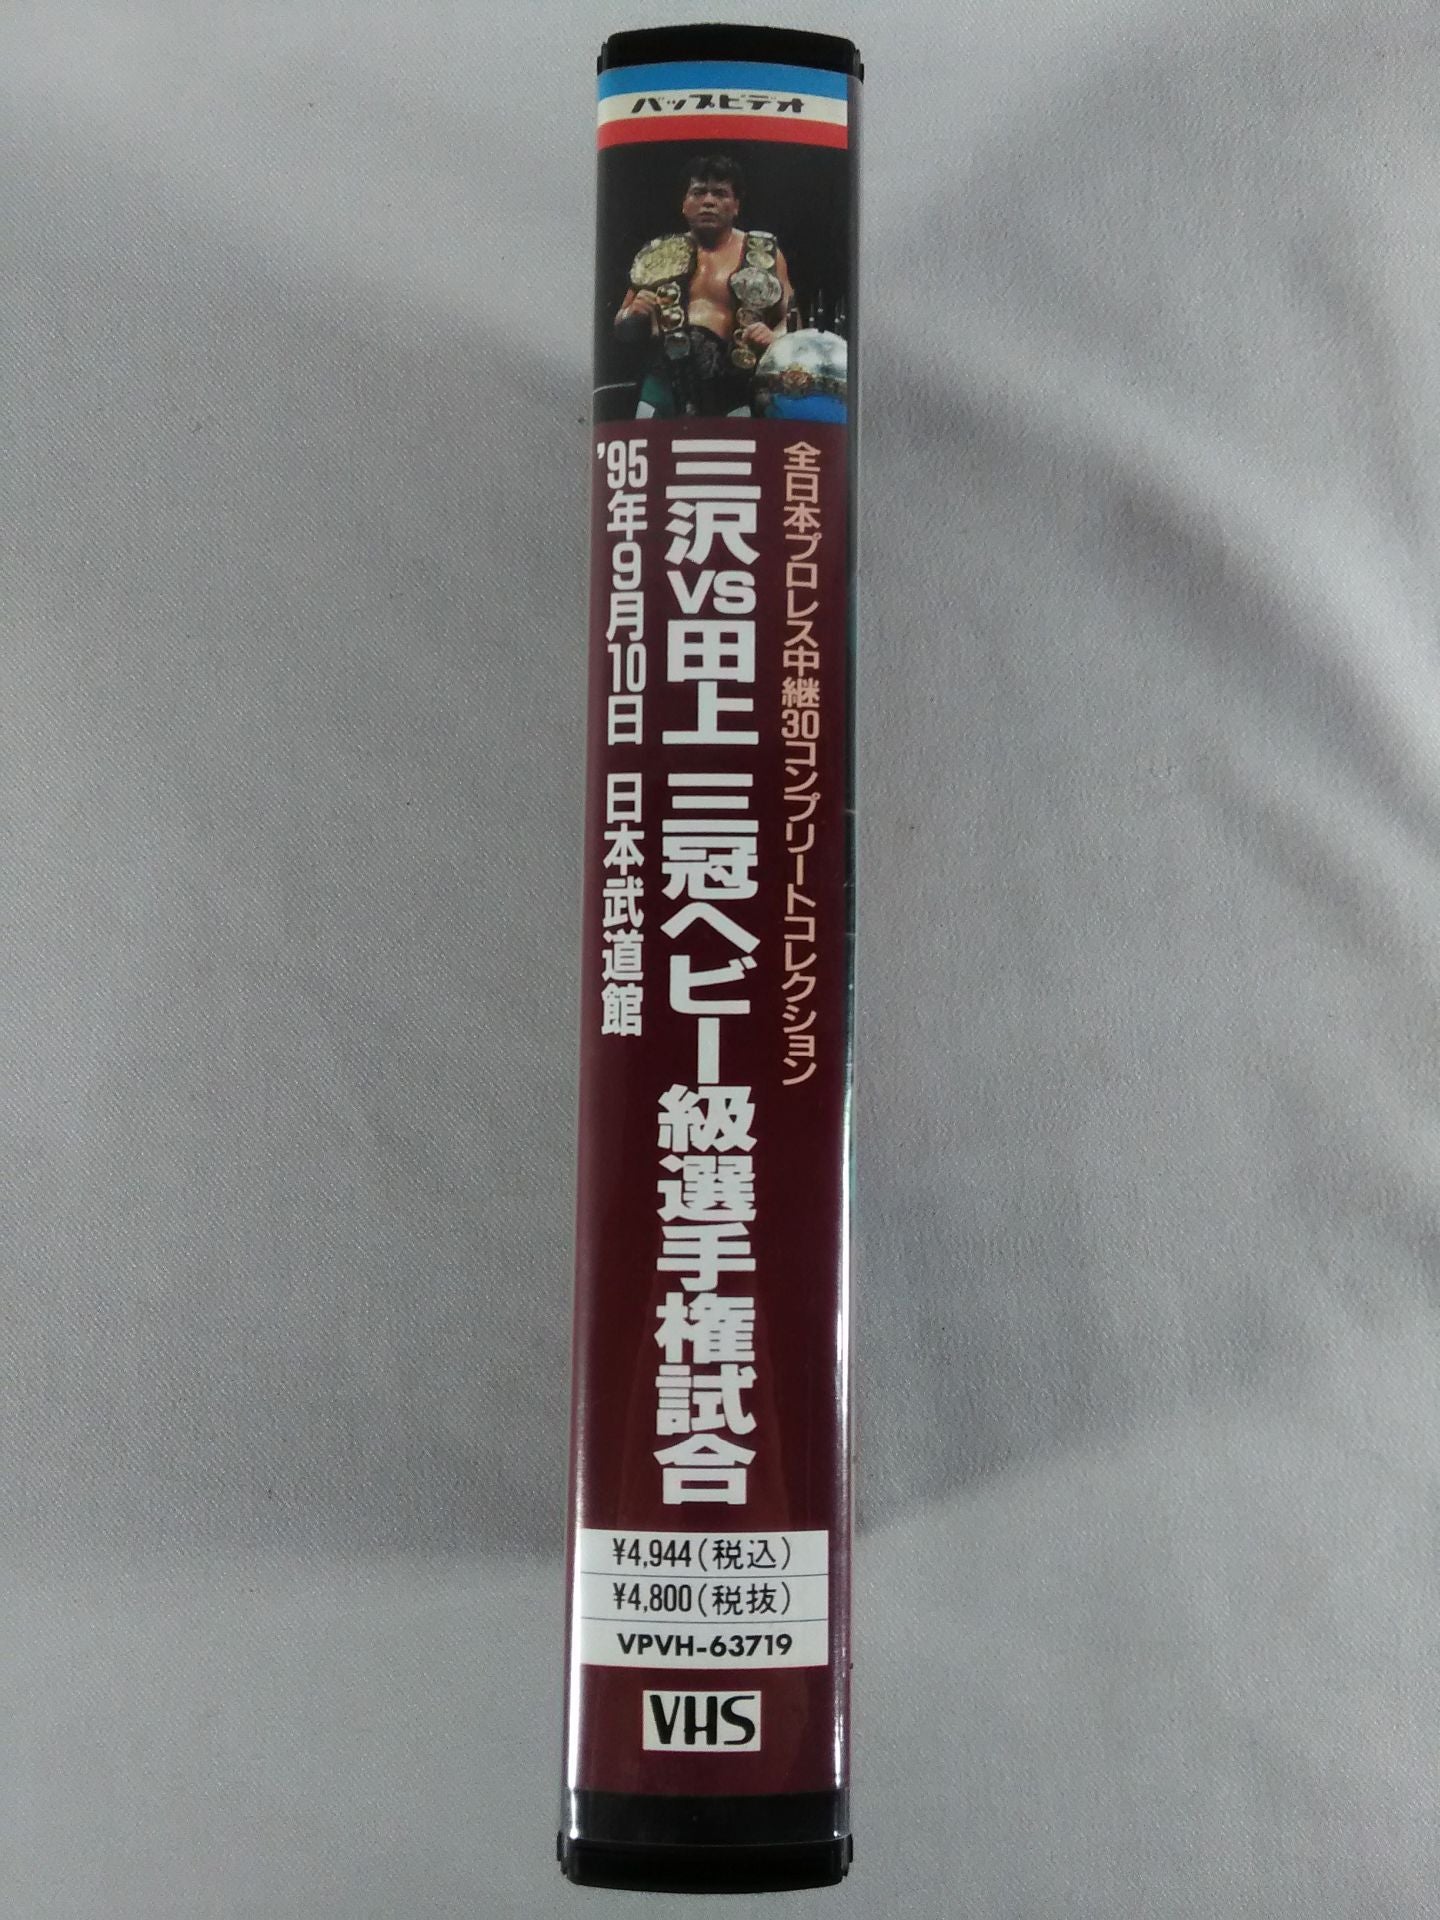 バップビデオ
全日本プロレス中継30コンプリートコレクション
三沢VS田上 三冠ヘビー級選手権試合
'95年9月10日 日本武道館
¥4,944(税込)
¥4,800(税抜)
VPVH-63719
VHS